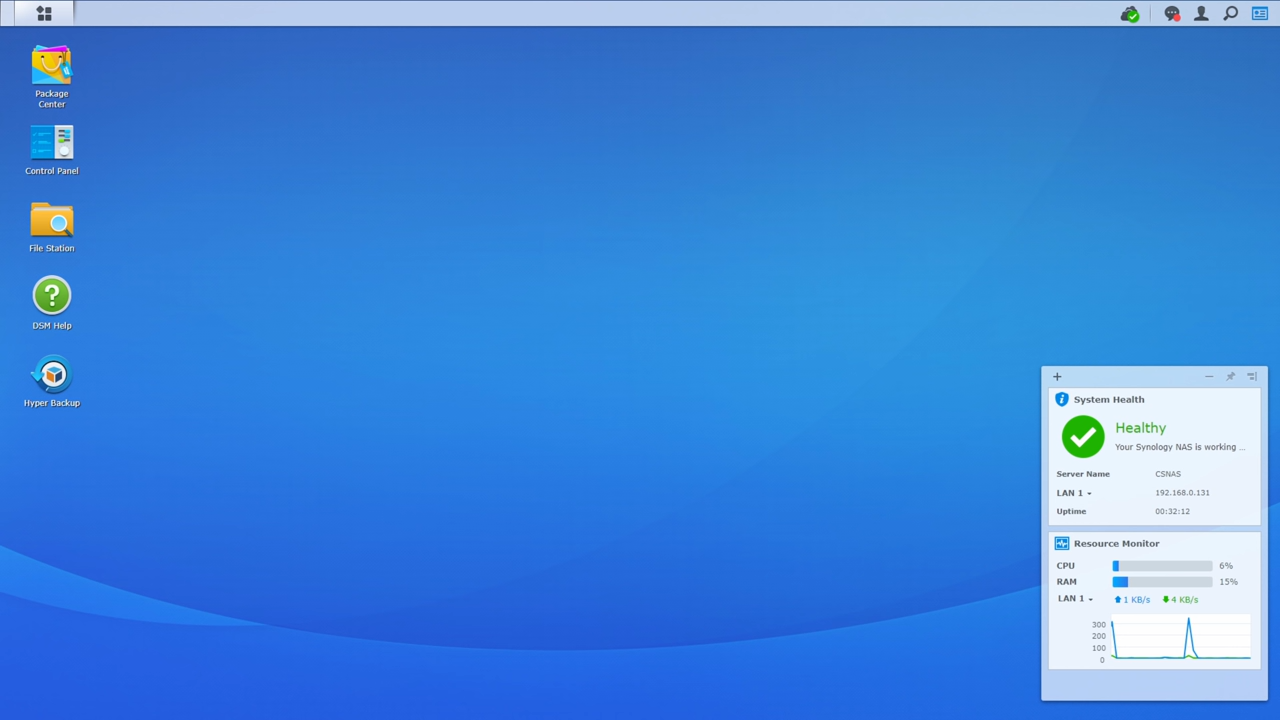 Package
Center
Control Panel
File Station
DSM Help
Hyper Backup
System Health
Healthy
Your Synology NAS is working ...
Server Name CSNAS
LAN 1 192.168.0.131
Uptime 00:32:12
Resource Monitor
CPU 6%
RAM 15%
LAN 1 1 KB/s 4 KB/s
300
200
100
0